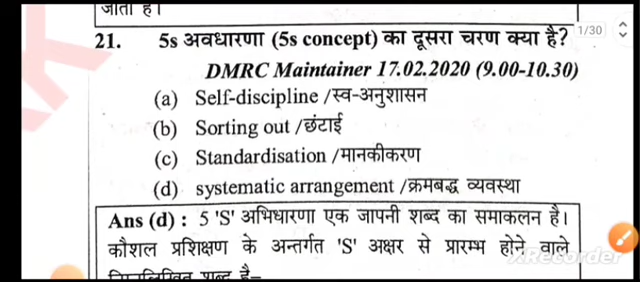 जाता है।
21. 5s अवधारणा (5s concept) का दूसरा चरण क्या है?
1/30
DMRC Maintainer 17.02.2020 (9.00-10.30)
(a) Self-discipline /स्व-अनुशासन
(b) Sorting out /छंटाई
(c) Standardisation /मानकीकरण
(d) systematic arrangement /क्रमबद्ध व्यवस्था
Ans (d) : 5 'S' अभिधारणा एक जापनी शब्द का समाकलन है।
कौशल प्रशिक्षण के अन्तर्गत 'S' अक्षर से प्रारम्भ होने वाले
निम्नलिखित शब्द है–
XRecorder